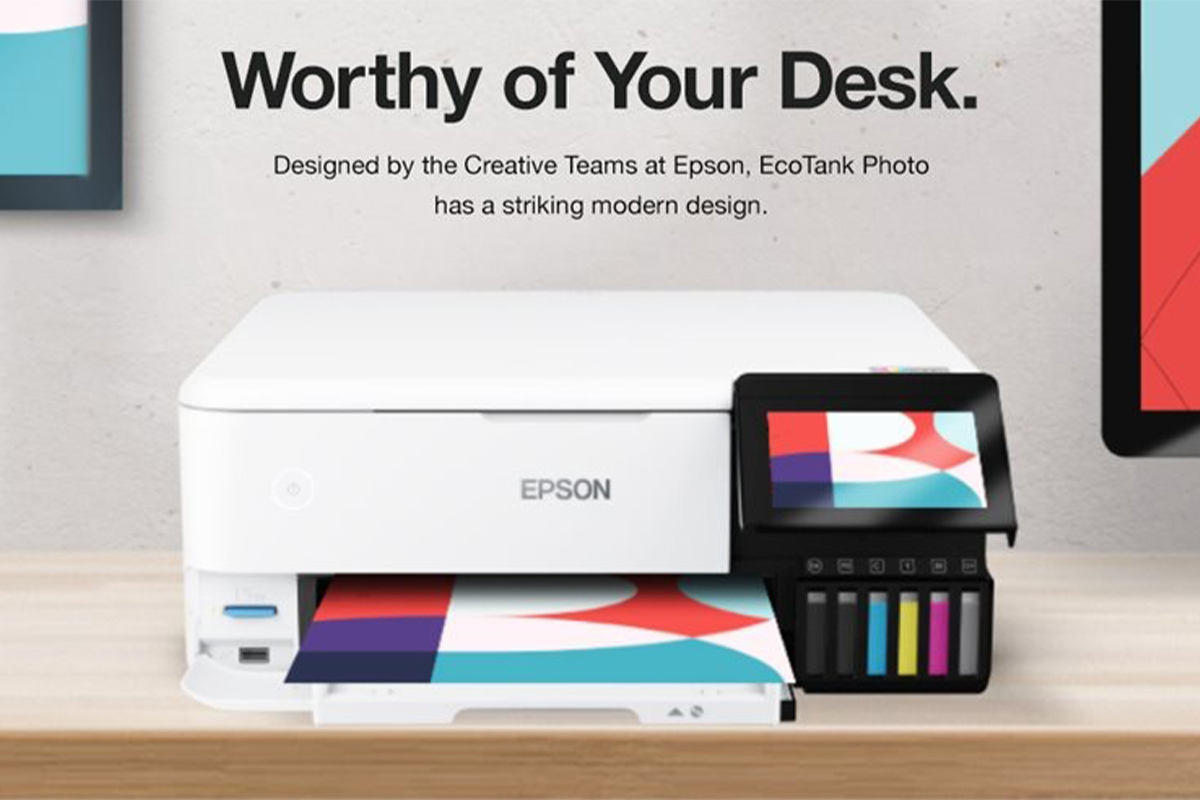 Worthy of Your Desk.
Designed by the Creative Teams at Epson, EcoTank Photo
has a striking modern design.
EPSON